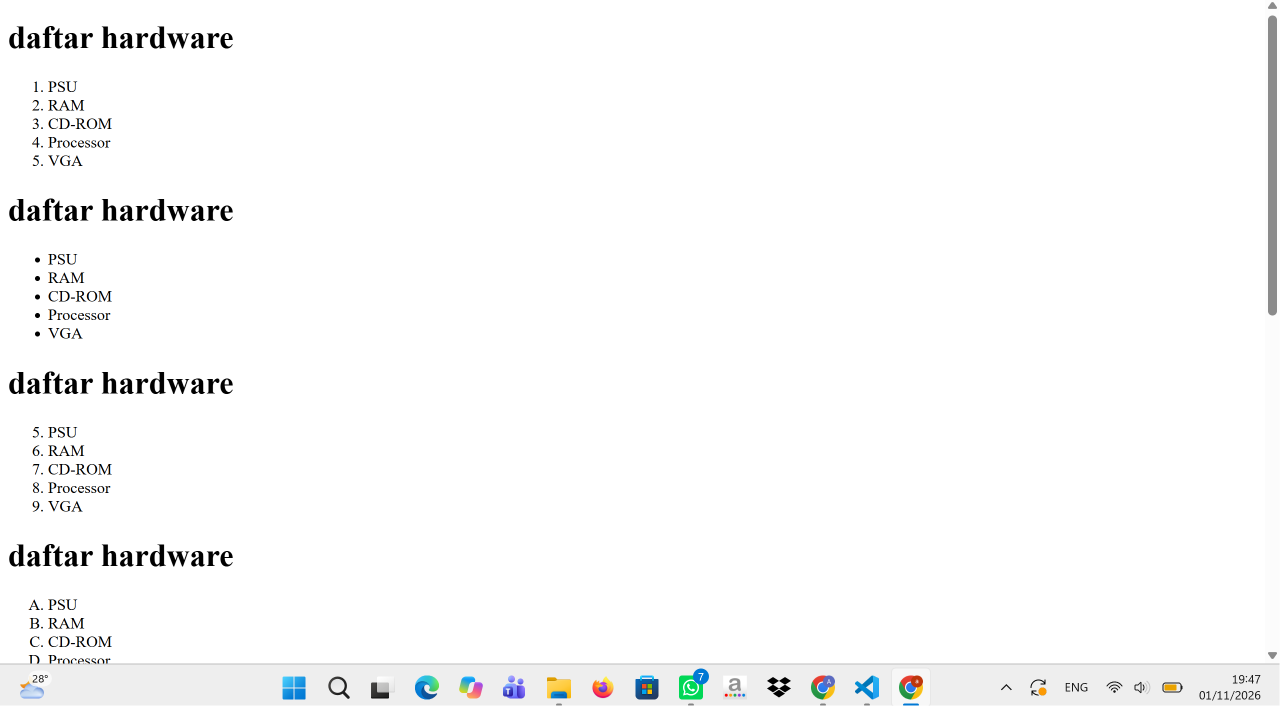 daftar hardware
1. PSU
2. RAM
3. CD-ROM
4. Processor
5. VGA
daftar hardware
• PSU
• RAM
• CD-ROM
• Processor
• VGA
daftar hardware
5. PSU
6. RAM
7. CD-ROM
8. Processor
9. VGA
daftar hardware
A. PSU
B. RAM
C. CD-ROM
D. Processor
28°
7
ENG
19:47
01/11/2026